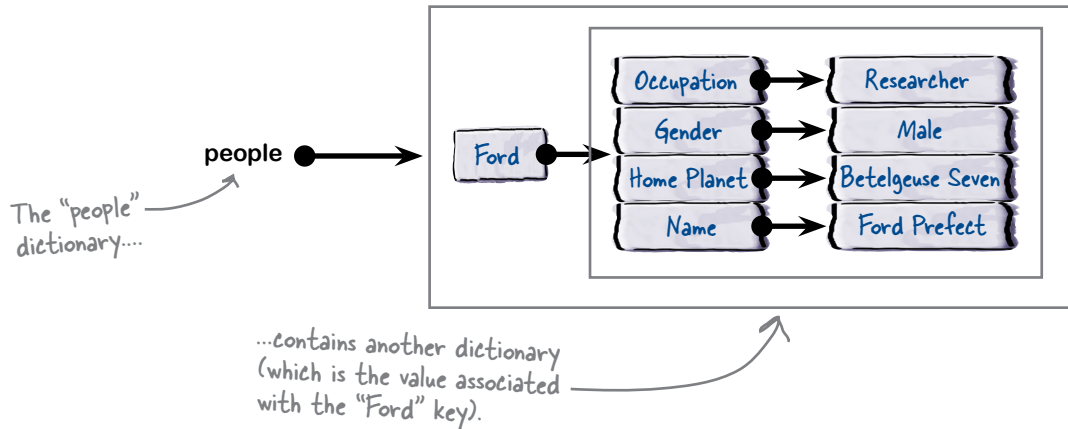 Occupation Researcher
Gender Male
people Ford
Home Planet Betelgeuse Seven
Name Ford Prefect
The “people”
dictionary....
...contains another dictionary
(which is the value associated
with the “Ford” key).